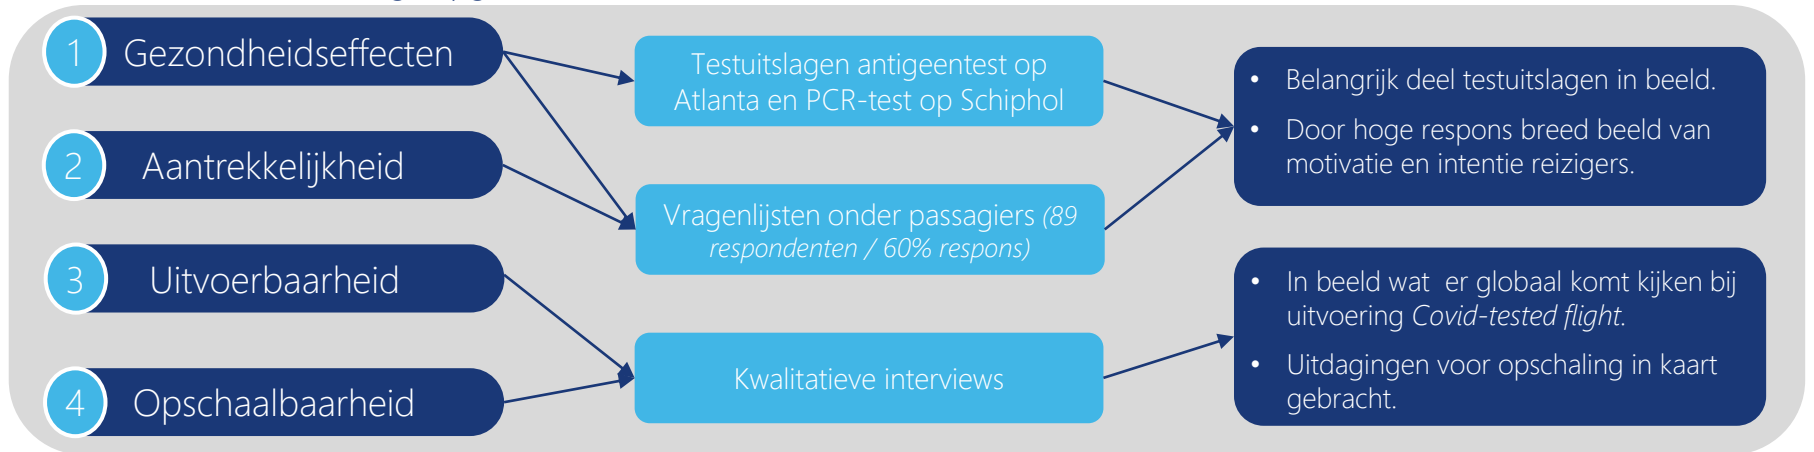 1 Gezondheidseffecten
2 Aantrekkelijkheid
3 Uitvoerbaarheid
4 Opschaalbaarheid
Testuitslagen antigeentest op
Atlanta en PCR-test op Schiphol
Vragenlijsten onder passagiers (89
respondenten / 60% respons)
Kwalitatieve interviews
• Belangrijk deel testuitslagen in beeld.
• Door hoge respons breed beeld van
motivatie en intentie reizigers.
• In beeld wat er globaal komt kijken bij
uitvoering Covid-tested flight.
• Uitdagingen voor opschaling in kaart
gebracht.